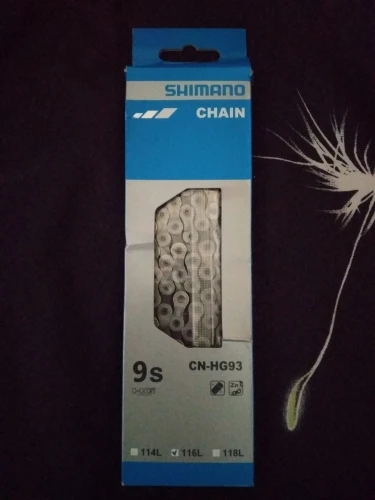 SHIMANO
CHAIN
9s
CN-HG93
114L 116L 118L